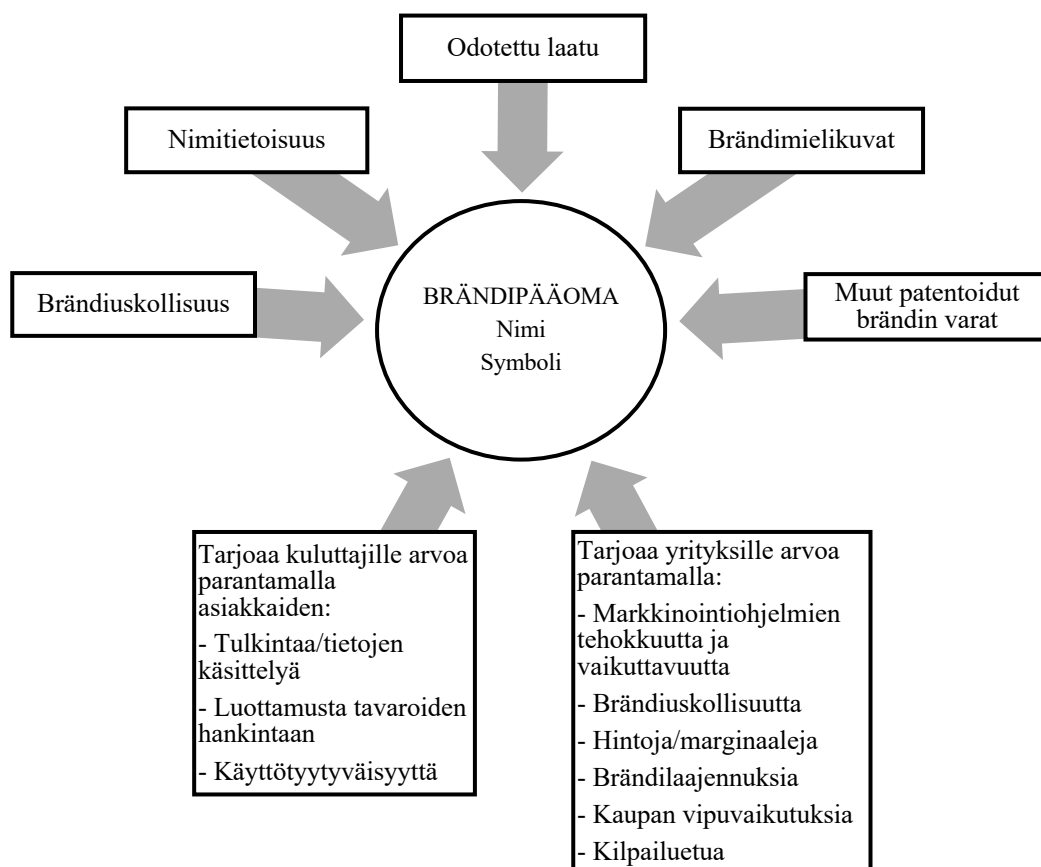 Odotettu laatu
Nimitietoisuus
Brändimielikuvat
Brändiuskollisuus
BRÄNDIPÄÄOMA
Nimi
Symboli
Muut patentoidut
brändin varat
Tarjoaa kuluttajille arvoa
parantamalla
asiakkaiden:
- Tulkintaa/tietojen
käsittelyä
- Luottamusta tavaroiden
hankintaan
- Käyttötyytyväisyyttä
Tarjoaa yrityksille arvoa
parantamalla:
- Markkinointiohjelmien
tehokkuutta ja
vaikuttavuutta
- Brändiuskollisuutta
- Hintoja/marginaaleja
- Brändilaajennuksia
- Kaupan vipuvaikutuksia
- Kilpailuetua